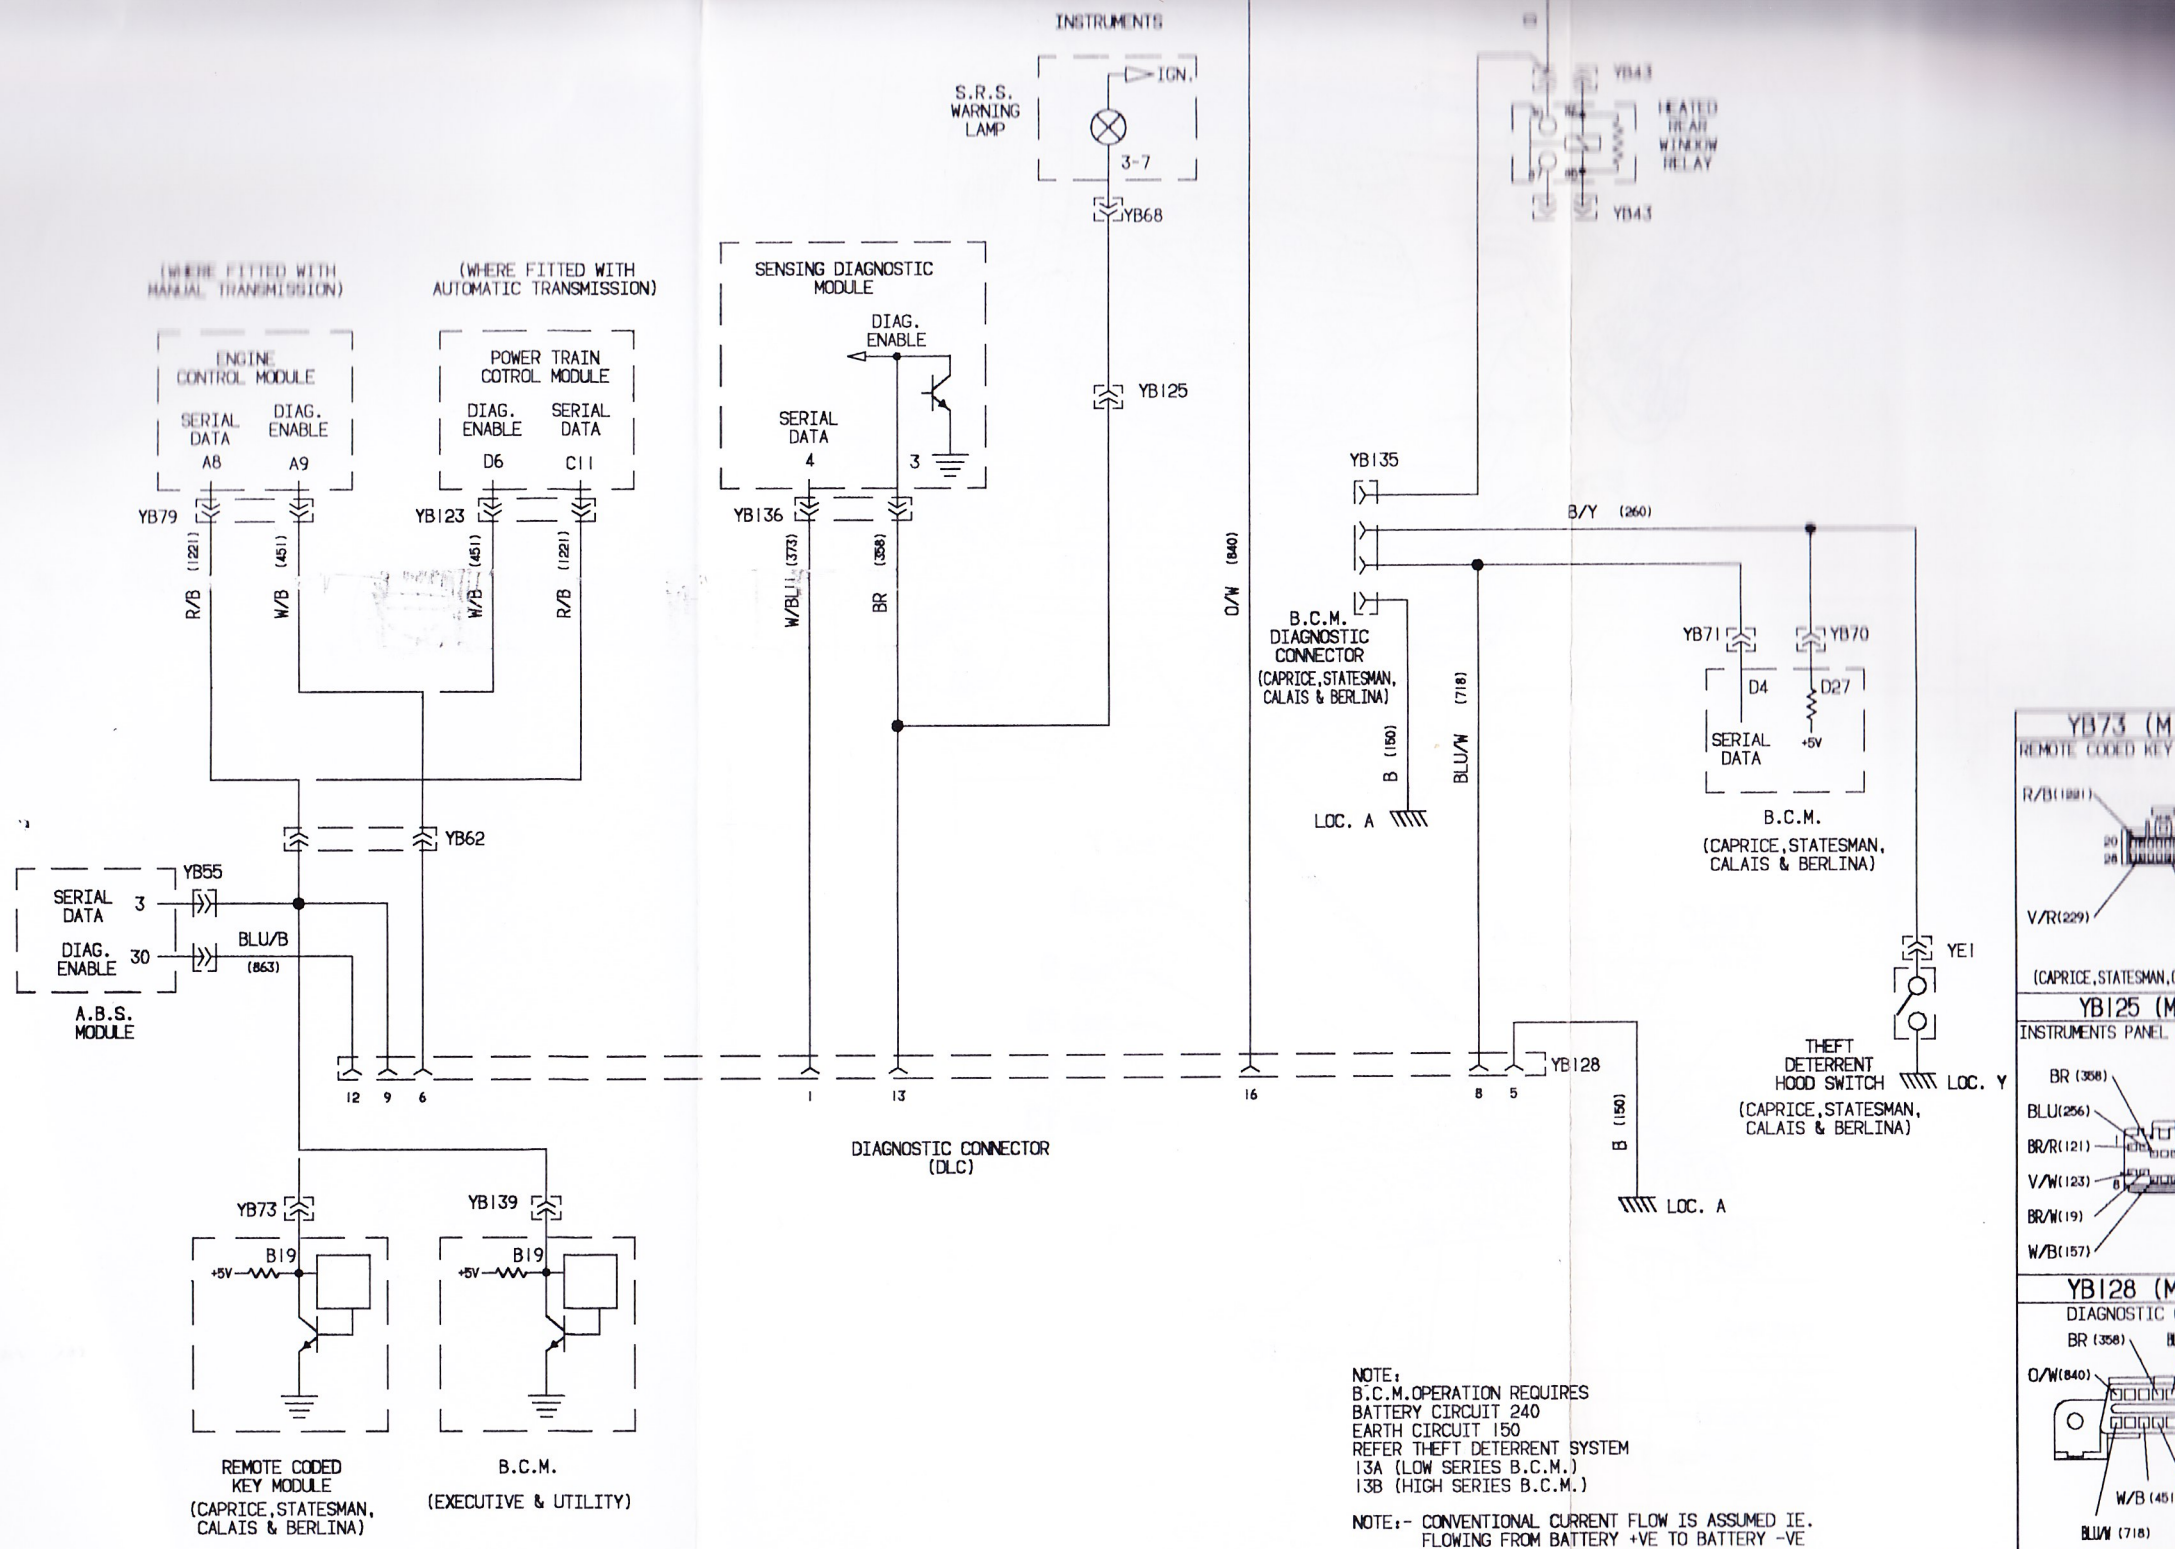 INSTRUMENTS
S.R.S.
WARNING
LAMP
IGN.
3-7
YB68
YB43
HEATED
REAR
WINDOW
RELAY
YB43
(WHERE FITTED WITH
MANUAL TRANSMISSION)
(WHERE FITTED WITH
AUTOMATIC TRANSMISSION)
ENGINE
CONTROL MODULE
SERIAL
DATA
DIAG.
ENABLE
A8
A9
POWER TRAIN
COTROL MODULE
DIAG.
ENABLE
SERIAL
DATA
D6
C11
SENSING DIAGNOSTIC
MODULE
DIAG.
ENABLE
SERIAL
DATA
4
3
YB79
YB123
YB136
YB125
R/B (1221)
W/B (451)
W/B (451)
R/B (1221)
W/BLU (373)
BR (358)
O/W (840)
YB135
B/Y (260)
B.C.M.
DIAGNOSTIC
CONNECTOR
(CAPRICE,STATESMAN,
CALAIS & BERLINA)
B (150)
LOC. A
BLU/W (718)
YB71
YB70
D4
D27
SERIAL
DATA
+5V
B.C.M.
(CAPRICE,STATESMAN,
CALAIS & BERLINA)
YB62
YB55
SERIAL
DATA
3
DIAG.
ENABLE
30
BLU/B
(863)
A.B.S.
MODULE
YE1
THEFT
DETERRENT
HOOD SWITCH
LOC. Y
(CAPRICE,STATESMAN,
CALAIS & BERLINA)
YB128
12 9 6 1 13 16 8 5
B (150)
LOC. A
DIAGNOSTIC CONNECTOR
(DLC)
YB73
YB139
+5V
B19
+5V
B19
REMOTE CODED
KEY MODULE
(CAPRICE,STATESMAN,
CALAIS & BERLINA)
B.C.M.
(EXECUTIVE & UTILITY)
NOTE:
B.C.M.OPERATION REQUIRES
BATTERY CIRCUIT 240
EARTH CIRCUIT 150
REFER THEFT DETERRENT SYSTEM
13A (LOW SERIES B.C.M.)
13B (HIGH SERIES B.C.M.)
NOTE:- CONVENTIONAL CURRENT FLOW IS ASSUMED IE.
FLOWING FROM BATTERY +VE TO BATTERY -VE
YB73 (M
REMOTE CODED KEY
R/B(1221)
20
28
V/R(229)
(CAPRICE,STATESMAN,
YB125 (M
INSTRUMENTS PANEL
BR (358)
BLU(256)
BR/R(121)
1
V/W(123)
8
BR/W(19)
W/B(157)
YB128 (M
DIAGNOSTIC
BR (358)
O/W(840)
W/B (451
BLU/W (718)